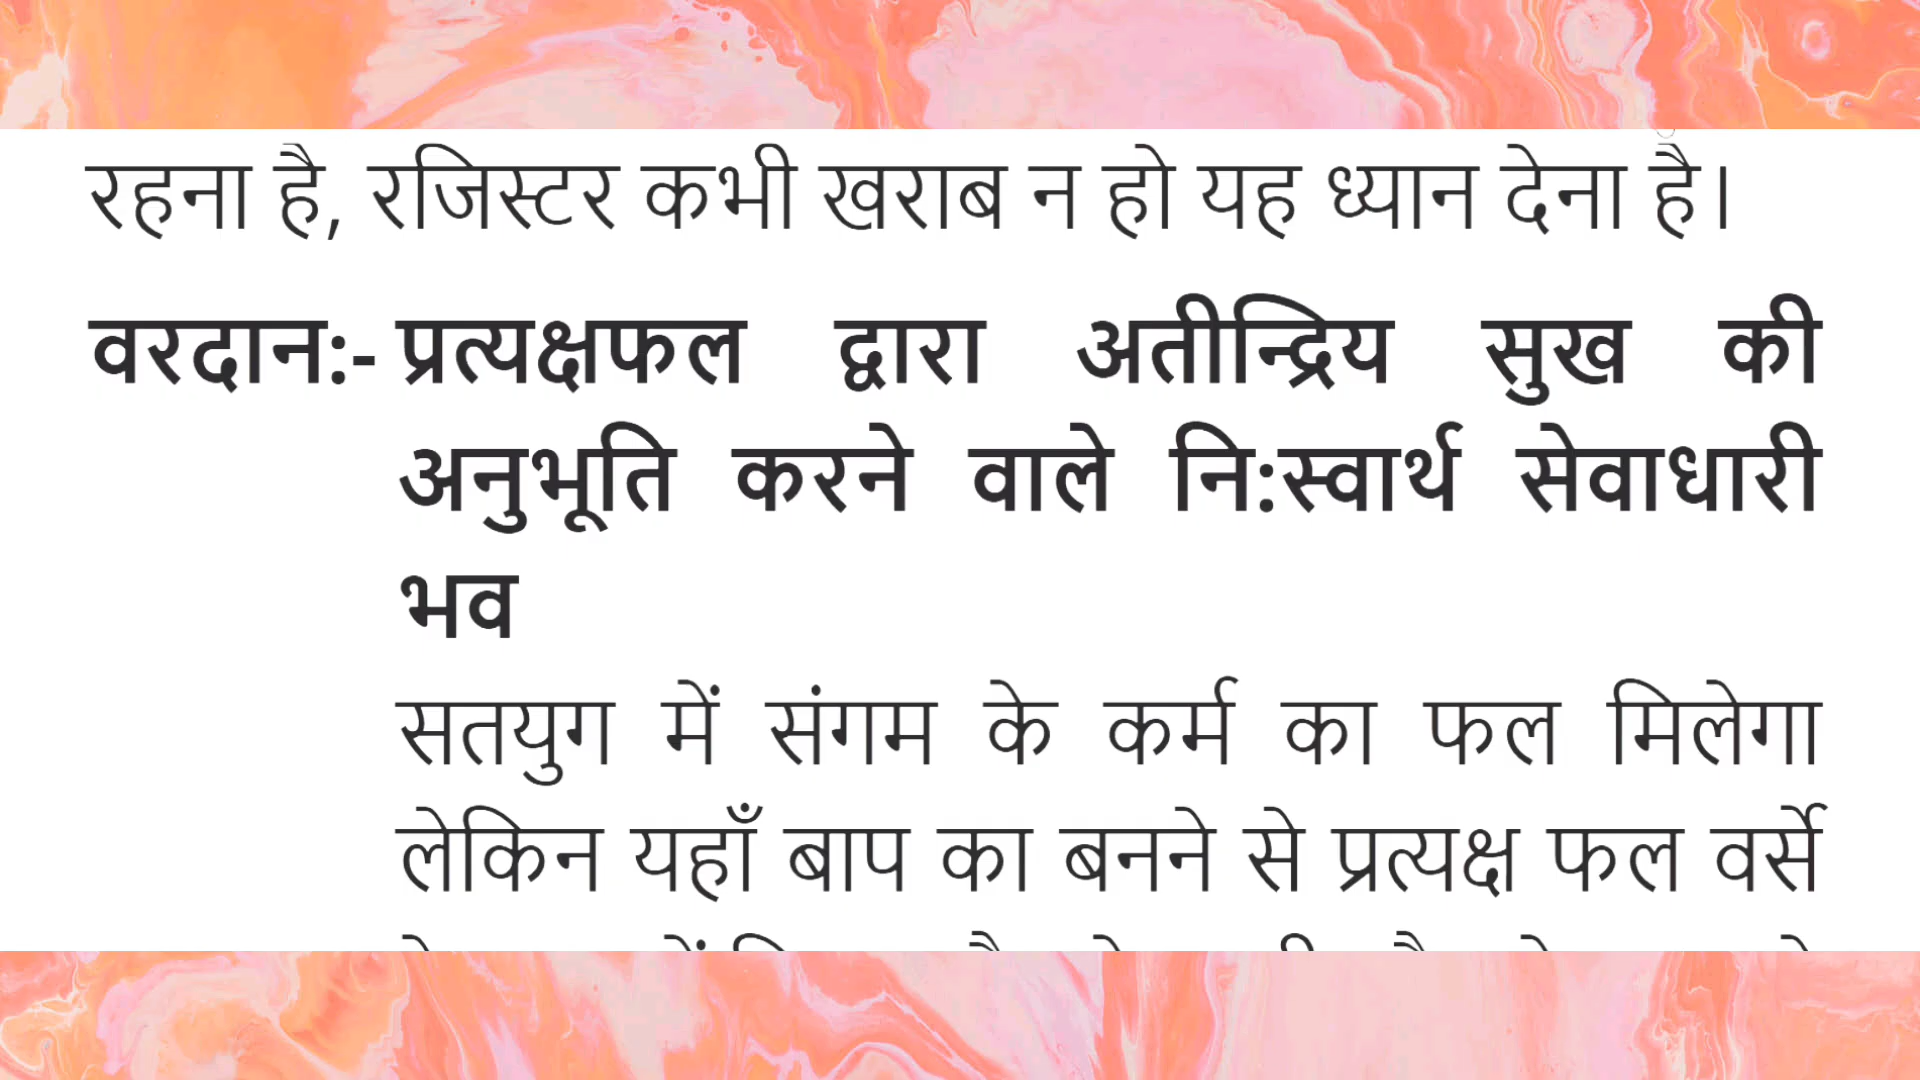 रहना है, रजिस्टर कभी खराब न हो यह ध्यान देना है।
वरदान:- प्रत्यक्षफल द्वारा अतीन्द्रिय सुख की
अनुभूति करने वाले नि:स्वार्थ सेवाधारी
भव
सतयुग में संगम के कर्म का फल मिलेगा
लेकिन यहाँ बाप का बनने से प्रत्यक्ष फल वर्से